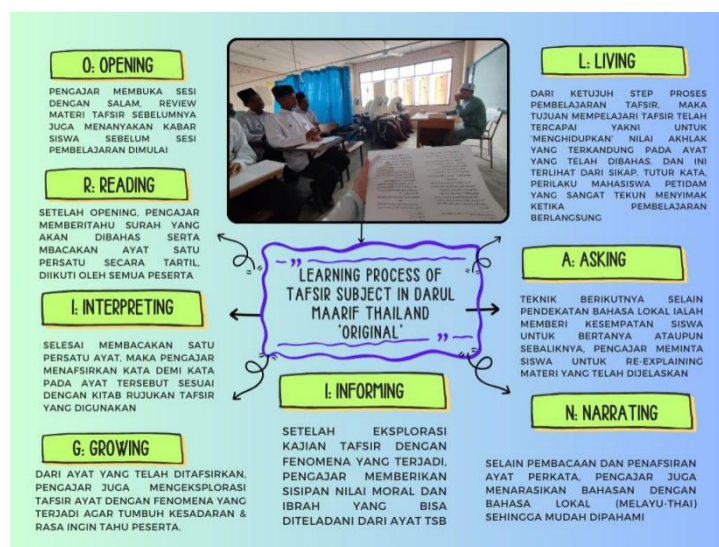 O: OPENING
PENGAJAR MEMBUKA SESI
DENGAN SALAM, REVIEW
MATERI TAFSIR SEBELUMNYA
JUGA MENANYAKAN KABAR
SISWA SEBELUM SESI
PEMBELAJARAN DIMULAI
R: READING
SETELAH OPENING, PENGAJAR
MEMBERITAHU SURAH YANG
AKAN DIBAHAS SERTA
MBACAKAN AYAT SATU
PERSATU SECARA TARTIL,
DIIKUTI OLEH SEMUA PESERTA
I: INTERPRETING
SELESAI MEMBACAKAN SATU
PERSATU AYAT, MAKA PENGAJAR
MENAFSIRKAN KATA DEMI KATA
PADA AYAT TERSEBUT SESUAI
DENGAN KITAB RUJUKAN TAFSIR
YANG DIGUNAKAN
G: GROWING
DARI AYAT YANG TELAH DITAFSIRKAN,
PENGAJAR JUGA MENGEKSPLORASI
TAFSIR AYAT DENGAN FENOMENA YANG
TERJADI AGAR TUMBUH KESADARAN &
RASA INGIN TAHU PESERTA.
LEARNING PROCESS OF
TAFSIR SUBJECT IN DARUL
MAARIF THAILAND
'ORIGINAL'
I: INFORMING
SETELAH EKSPLORASI
KAJIAN TAFSIR DENGAN
FENOMENA YANG TERJADI,
PENGAJAR MEMBERIKAN
SISIPAN NILAI MORAL DAN
IBRAH YANG BISA
DITELADANI DARI AYAT TSB
L: LIVING
DARI KETUJUH STEP PROSES
PEMBELAJARAN TAFSIR, MAKA
TUJUAN MEMPELAJARI TAFSIR TELAH
TERCAPAI YAKNI UNTUK
'MENGHIDUPKAN' NILAI AKHLAK
YANG TERKANDUNG PADA AYAT
YANG TELAH DIBAHAS. DAN INI
TERLIHAT DARI SIKAP, TUTUR KATA,
PERILAKU MAHASISWA PETIDAM
YANG SANGAT TEKUN MENYIMAK
KETIKA PEMBELAJARAN
BERLANGSUNG
A: ASKING
TEKNIK BERIKUTNYA SELAIN
PENDEKATAN BAHASA LOKAL IALAH
MEMBERI KESEMPATAN SISWA
UNTUK BERTANYA ATAUPUN
SEBALIKNYA, PENGAJAR MEMINTA
SISWA UNTUK RE-EXPLAINING
MATERI YANG TELAH DIJELASKAN
N: NARRATING
SELAIN PEMBACAAN DAN PENAFSIRAN
AYAT PERKATA, PENGAJAR JUGA
MENARASIKAN BAHASAN DENGAN
BAHASA LOKAL (MELAYU-THAI)
SEHINGGA MUDAH DIPAHAMI